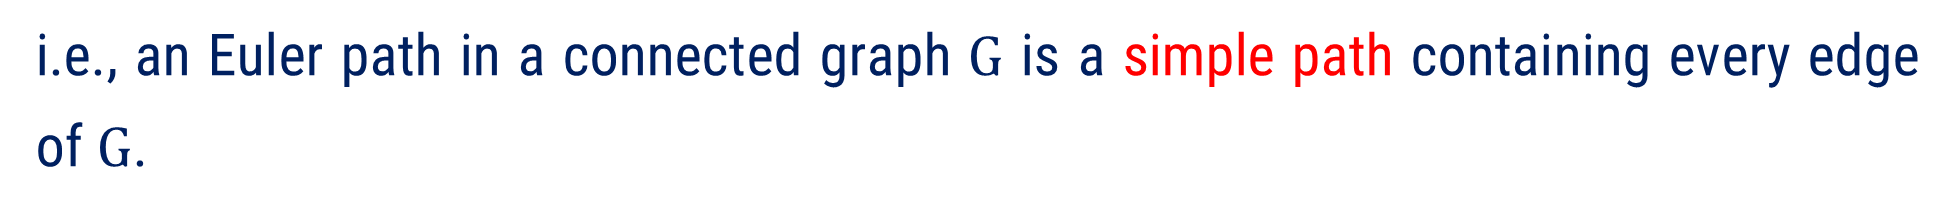 i.e., an Euler path in a connected graph G is a simple path containing every edge
of G.